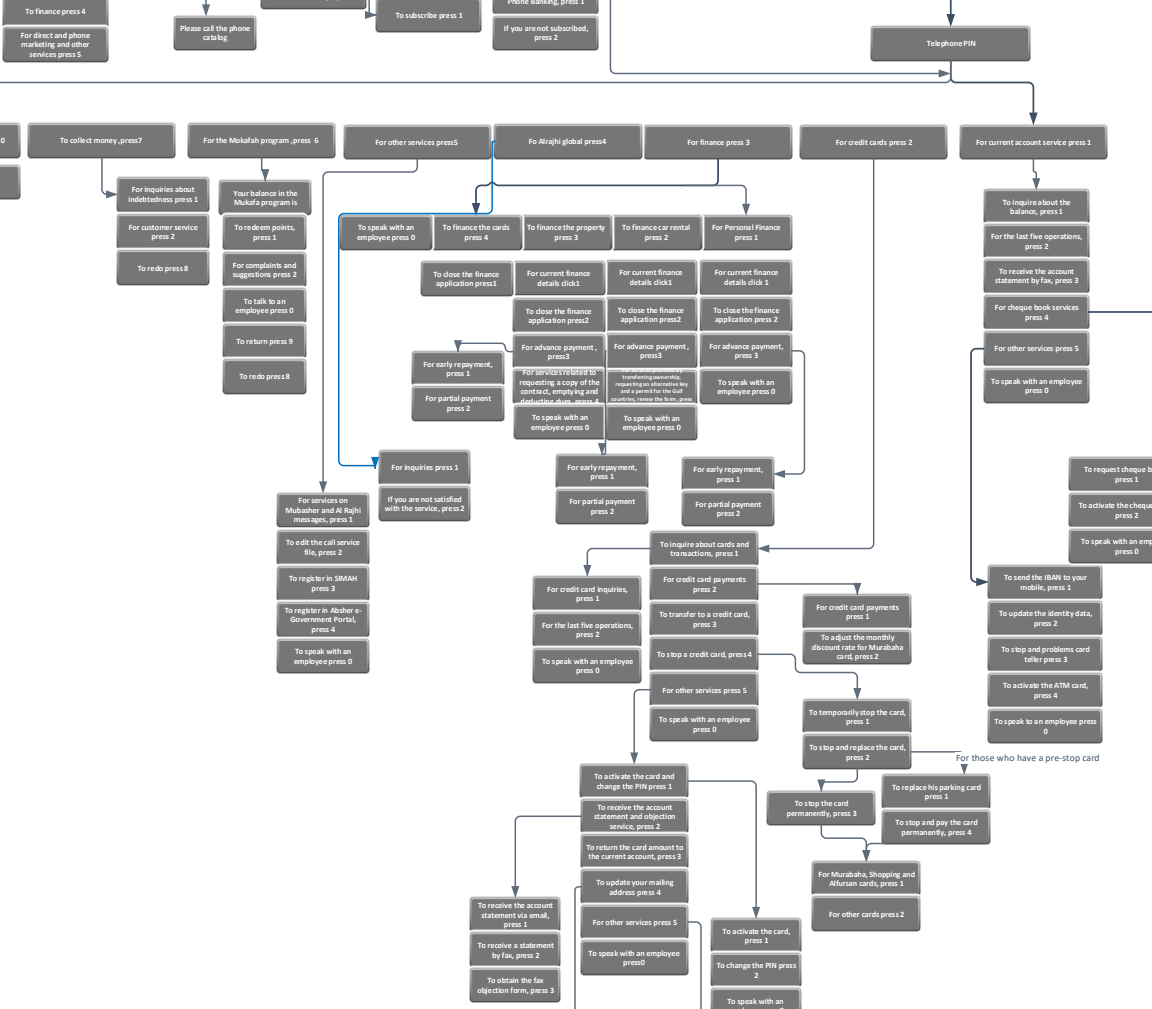 To finance press 4
For direct and phone
marketing and other
services press 5
Please call the phone
catalog
To subscribe press 1
Phone Banking, press 1
If you are not subscribed,
press 2
Telephone PIN
0
To collect money ,press7
For the Mokafah program ,press 6
For other services press5
Fo Alrajhi global press4
For finance press 3
For credit cards press 2
For current account service press 1
For inquiries about
indebtedness press 1
For customer service
press 2
To redo press 8
Your balance in the
Mukafa program is
To redeem points,
press 1
For complaints and
suggestions press 2
To talk to an
employee press 0
To return press 9
To redo press 8
To speak with an
employee press 0
To finance the cards
press 4
To finance the property
press 3
To finance car rental
press 2
For Personal Finance
press 1
To close the finance
application press1
For current finance
details click1
For current finance
details click1
For current finance
details click 1
To close the finance
application press2
To close the finance
application press2
To close the finance
application press 2
For advance payment ,
press3
For advance payment ,
press3
For advance payment,
press 3
For early repayment,
press 1
For partial payment
press 2
For services related to
requesting a copy of the
contract, emptying and
deducting dues, press 4
transferring ownership,
requesting an alternative key
and a permit for the Gulf
countries, renew the form, press
To speak with an
employee press 0
To speak with an
employee press 0
To speak with an
employee press 0
For early repayment,
press 1
For partial payment
press 2
For early repayment,
press 1
For partial payment
press 2
For inquiries press 1
If you are not satisfied
with the service, press 2
For services on
Mubasher and Al Rajhi
messages, press 1
To edit the call service
file, press 2
To register in SIMAH
press 3
To register in Absher e-
Government Portal,
press 4
To speak with an
employee press 0
To inquire about the
balance, press 1
For the last five operations,
press 2
To receive the account
statement by fax, press 3
For cheque book services
press 4
For other services press 5
To speak with an employee
press 0
To request cheque b
press 1
To activate the cheque
press 2
To speak with an emp
press 0
To send the IBAN to your
mobile, press 1
To update the identity data,
press 2
To stop and problems card
teller press 3
To activate the ATM card,
press 4
To speak to an employee press
0
To inquire about cards and
transactions, press 1
For credit card payments
press 2
To transfer to a credit card,
press 3
To stop a credit card, press 4
For other services press 5
To speak with an employee
press 0
For credit card inquiries,
press 1
For the last five operations,
press 2
To speak with an employee
press 0
For credit card payments
press 1
To adjust the monthly
discount rate for Murabaha
card, press 2
To temporarily stop the card,
press 1
To stop and replace the card,
press 2
For those who have a pre-stop card
To replace his parking card
press 1
To stop and pay the card
permanently, press 4
To stop the card
permanently, press 3
For Murabaha, Shopping and
Alfursan cards, press 1
For other cards press 2
To activate the card and
change the PIN press 1
To receive the account
statement and objection
service, press 2
To return the card amount to
the current account, press 3
To update your mailing
address press 4
For other services press 5
To speak with an employee
press0
To receive the account
statement via email,
press 1
To receive a statement
by fax, press 2
To obtain the fax
objection form, press 3
To activate the card,
press 1
To change the PIN press
2
To speak with an